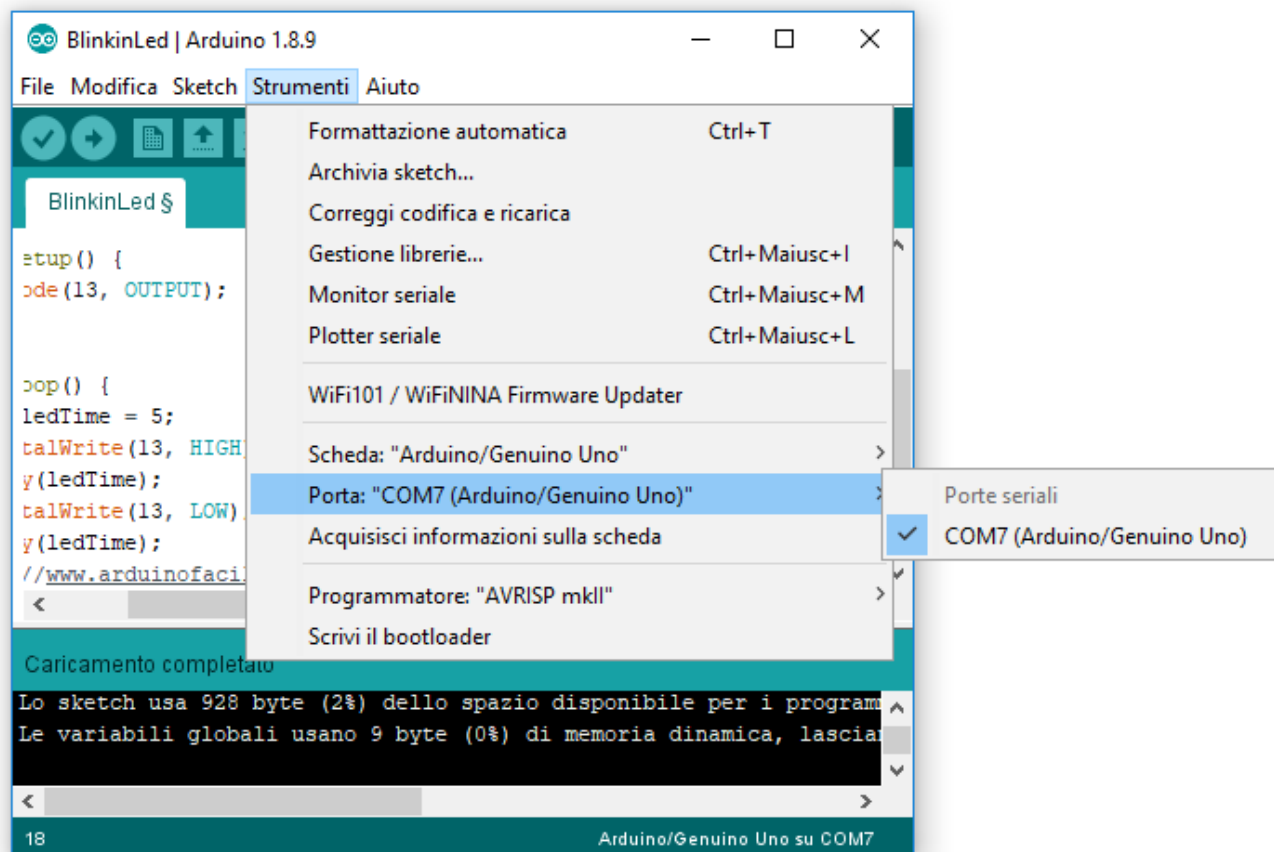 BlinkinLed | Arduino 1.8.9
File Modifica Sketch Strumenti Aiuto
BlinkinLed §
Formattazione automatica Ctrl+T
Archivia sketch...
Correggi codifica e ricarica
Gestione librerie... Ctrl+Maiusc+I
Monitor seriale Ctrl+Maiusc+M
Plotter seriale Ctrl+Maiusc+L
WiFi101 / WiFiNINA Firmware Updater
Scheda: "Arduino/Genuino Uno"
Porta: "COM7 (Arduino/Genuino Uno)"
Acquisisci informazioni sulla scheda
Programmatore: "AVRISP mkII"
Scrivi il bootloader
Porte seriali
COM7 (Arduino/Genuino Uno)
etup() {
ode(13, OUTPUT);
oop() {
ledTime = 5;
talWrite(13, HIGH
y(ledTime);
talWrite(13, LOW)
y(ledTime);
//www.arduinofacil
Caricamento completato
Lo sketch usa 928 byte (2%) dello spazio disponibile per i program
Le variabili globali usano 9 byte (0%) di memoria dinamica, lascia
18 Arduino/Genuino Uno su COM7